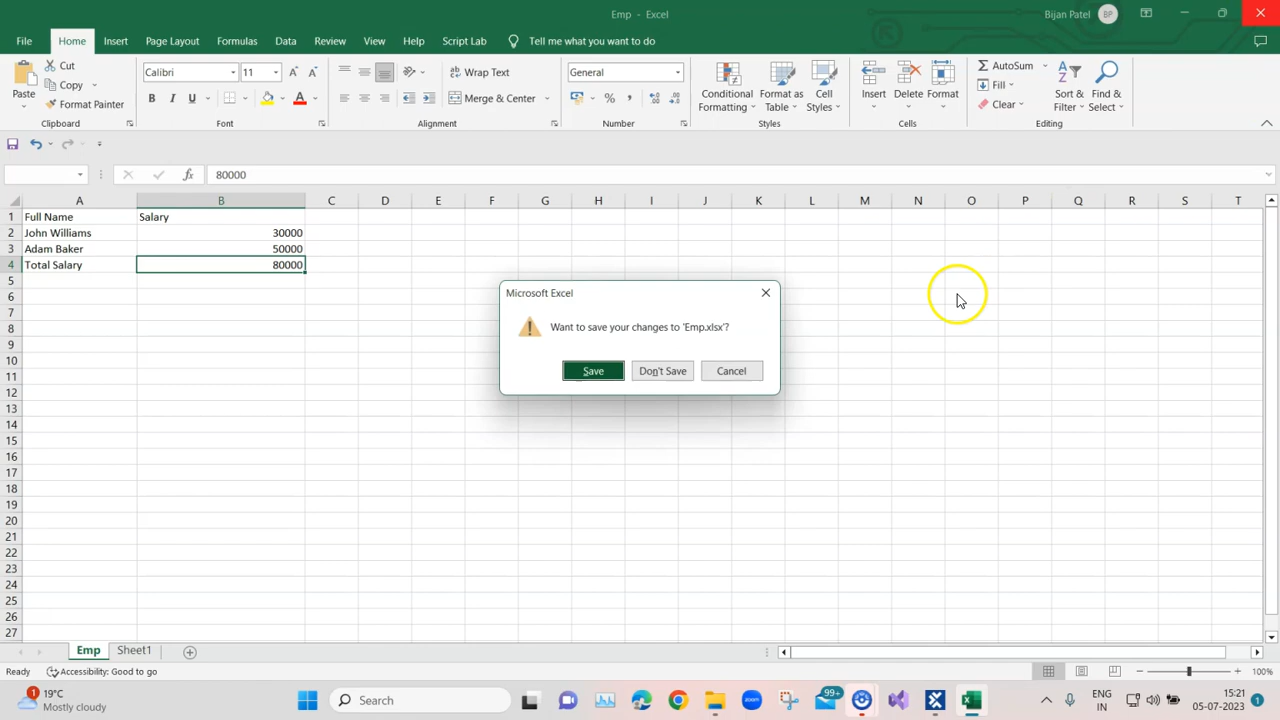 Emp - Excel
Bijan Patel BP
File Home Insert Page Layout Formulas Data Review View Help Script Lab Tell me what you want to do
Paste Cut Copy Format Painter
Calibri 11
B I U
A A A
Wrap Text
Merge & Center
General
% ,
Conditional Formatting
Format as Table
Cell Styles
Insert Delete Format
AutoSum
Fill
Clear
Sort & Filter
Find & Select
Clipboard Font Alignment Number Styles Cells Editing
fx 80000
A B C D E F G H I J K L M N O P Q R S T
1 Full Name Salary
2 John Williams 30000
3 Adam Baker 50000
4 Total Salary 80000
5
6
7
8
9
10
11
12
13
14
15
16
17
18
19
20
21
22
23
24
25
26
27
Microsoft Excel
Want to save your changes to 'Emp.xlsx'?
Save Don't Save Cancel
Emp Sheet1
Ready Accessibility: Good to go 100%
1 19°C
Mostly cloudy
Search
zoom
99+
ENG
IN
15:21
05-07-2023
1